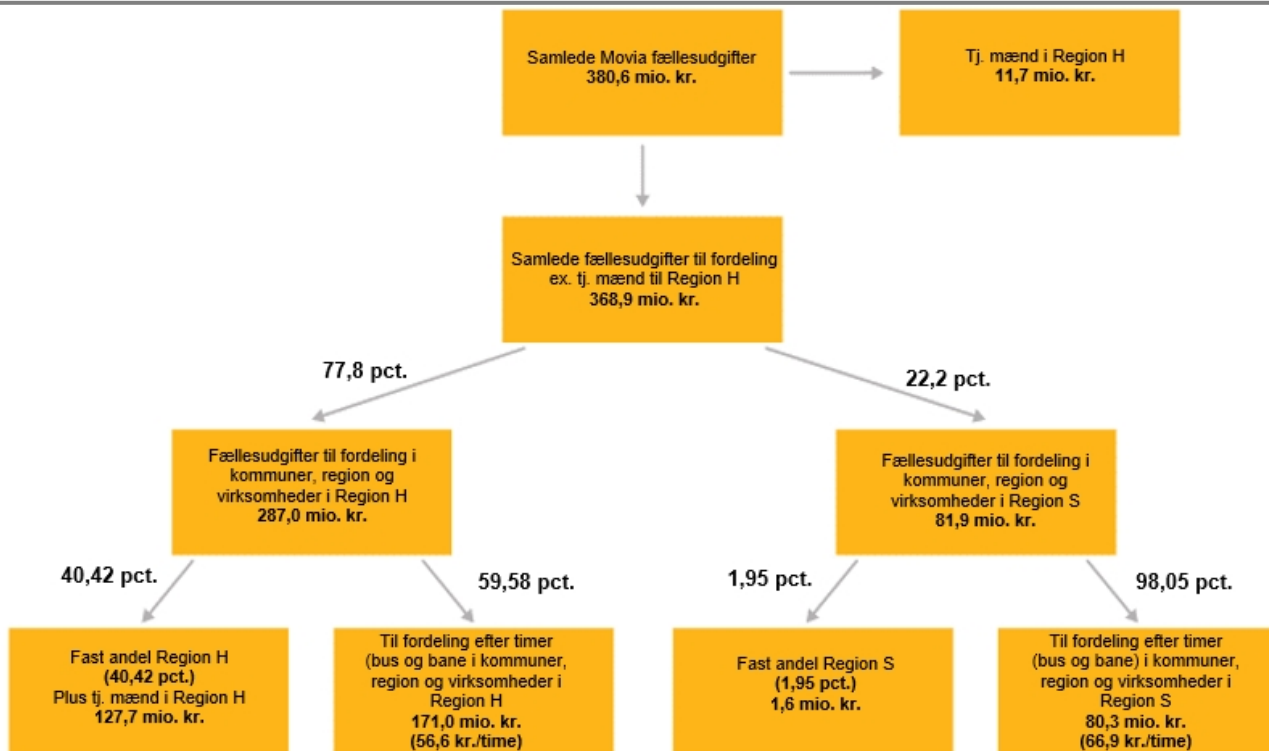 Samlede Movia fællesudgifter
380,6 mio. kr.
Tj. mænd i Region H
11,7 mio. kr.
Samlede fællesudgifter til fordeling
ex. tj. mænd til Region H
368,9 mio. kr.
77,8 pct.
22,2 pct.
Fællesudgifter til fordeling i
kommuner, region og
virksomheder i Region H
287,0 mio. kr.
Fællesudgifter til fordeling i
kommuner, region og
virksomheder i Region S
81,9 mio. kr.
40,42 pct.
59,58 pct.
1,95 pct.
98,05 pct.
Fast andel Region H
(40,42 pct.)
Plus tj. mænd i Region H
127,7 mio. kr.
Til fordeling efter timer
(bus og bane i kommuner,
region og virksomheder i
Region H
171,0 mio. kr.
(56,6 kr./time)
Fast andel Region S
(1,95 pct.)
1,6 mio. kr.
Til fordeling efter timer
(bus og bane) i kommuner,
region og virksomheder i
Region S
80,3 mio. kr.
(66,9 kr./time)